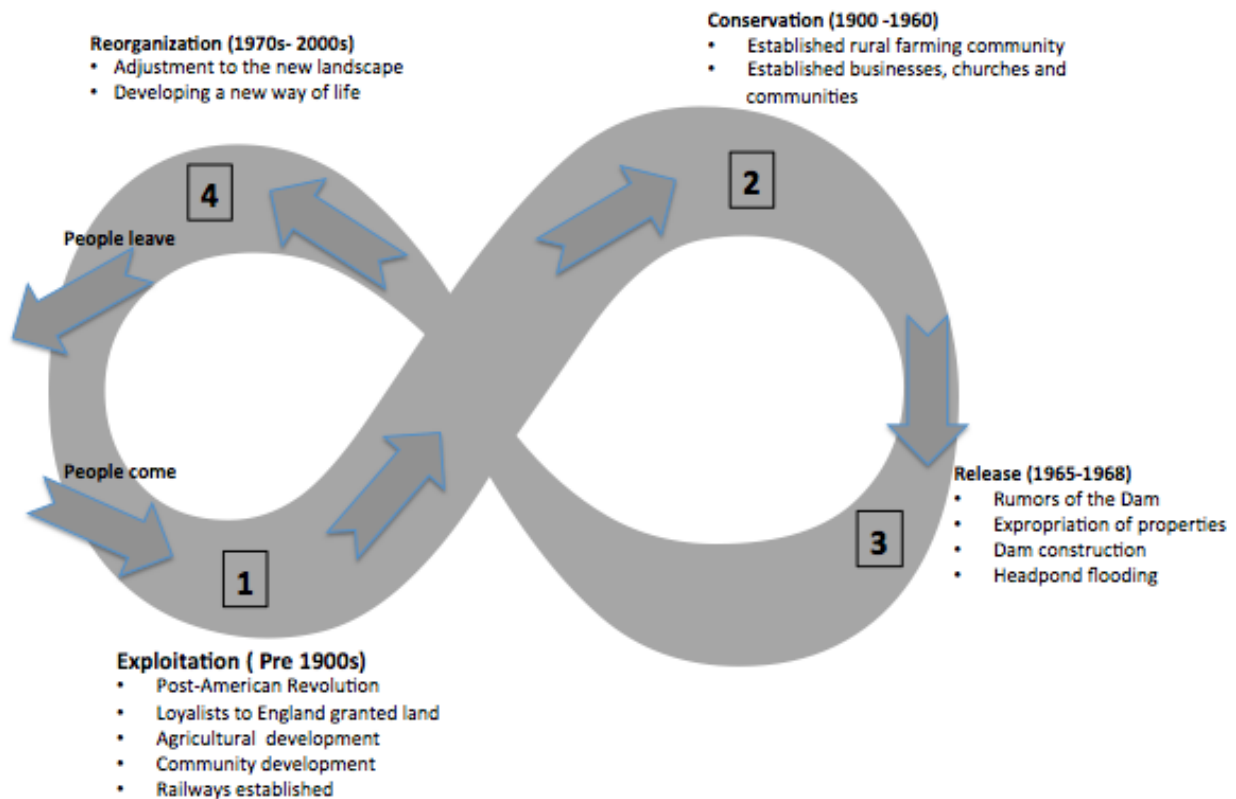 Reorganization (1970s- 2000s)
• Adjustment to the new landscape
• Developing a new way of life
Conservation (1900 -1960)
• Established rural farming community
• Established businesses, churches and
communities
4
2
People leave
People come
3
1
Release (1965-1968)
• Rumors of the Dam
• Expropriation of properties
• Dam construction
• Headpond flooding
Exploitation ( Pre 1900s)
• Post-American Revolution
• Loyalists to England granted land
• Agricultural development
• Community development
• Railways established